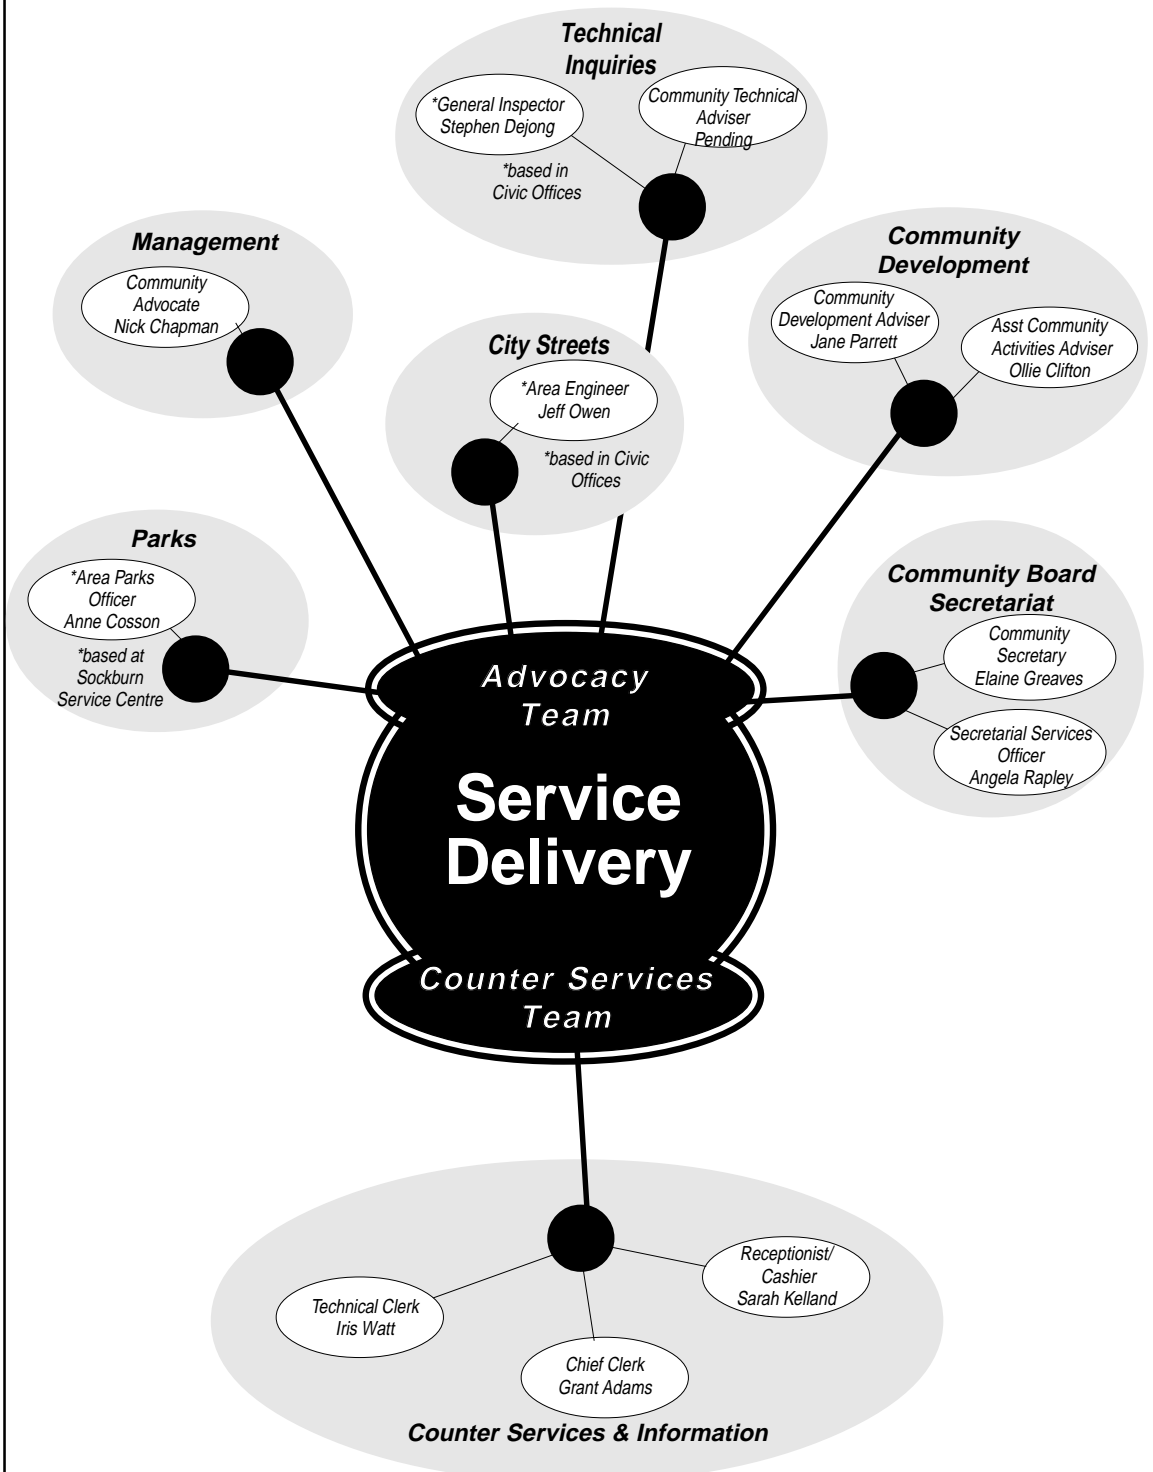 Technical
Inquiries
*General Inspector
Stephen Dejong
Community Technical
Adviser
Pending
*based in
Civic Offices
Management
Community
Advocate
Nick Chapman
Community
Development
Community
Development Adviser
Jane Parrett
Asst Community
Activities Adviser
Ollie Clifton
City Streets
*Area Engineer
Jeff Owen
*based in Civic
Offices
Parks
*Area Parks
Officer
Anne Cosson
*based at
Sockburn
Service Centre
Community Board
Secretariat
Community
Secretary
Elaine Greaves
Secretarial Services
Officer
Angela Rapley
Advocacy
Team
Service
Delivery
Counter Services
Team
Receptionist/
Cashier
Sarah Kelland
Technical Clerk
Iris Watt
Chief Clerk
Grant Adams
Counter Services & Information